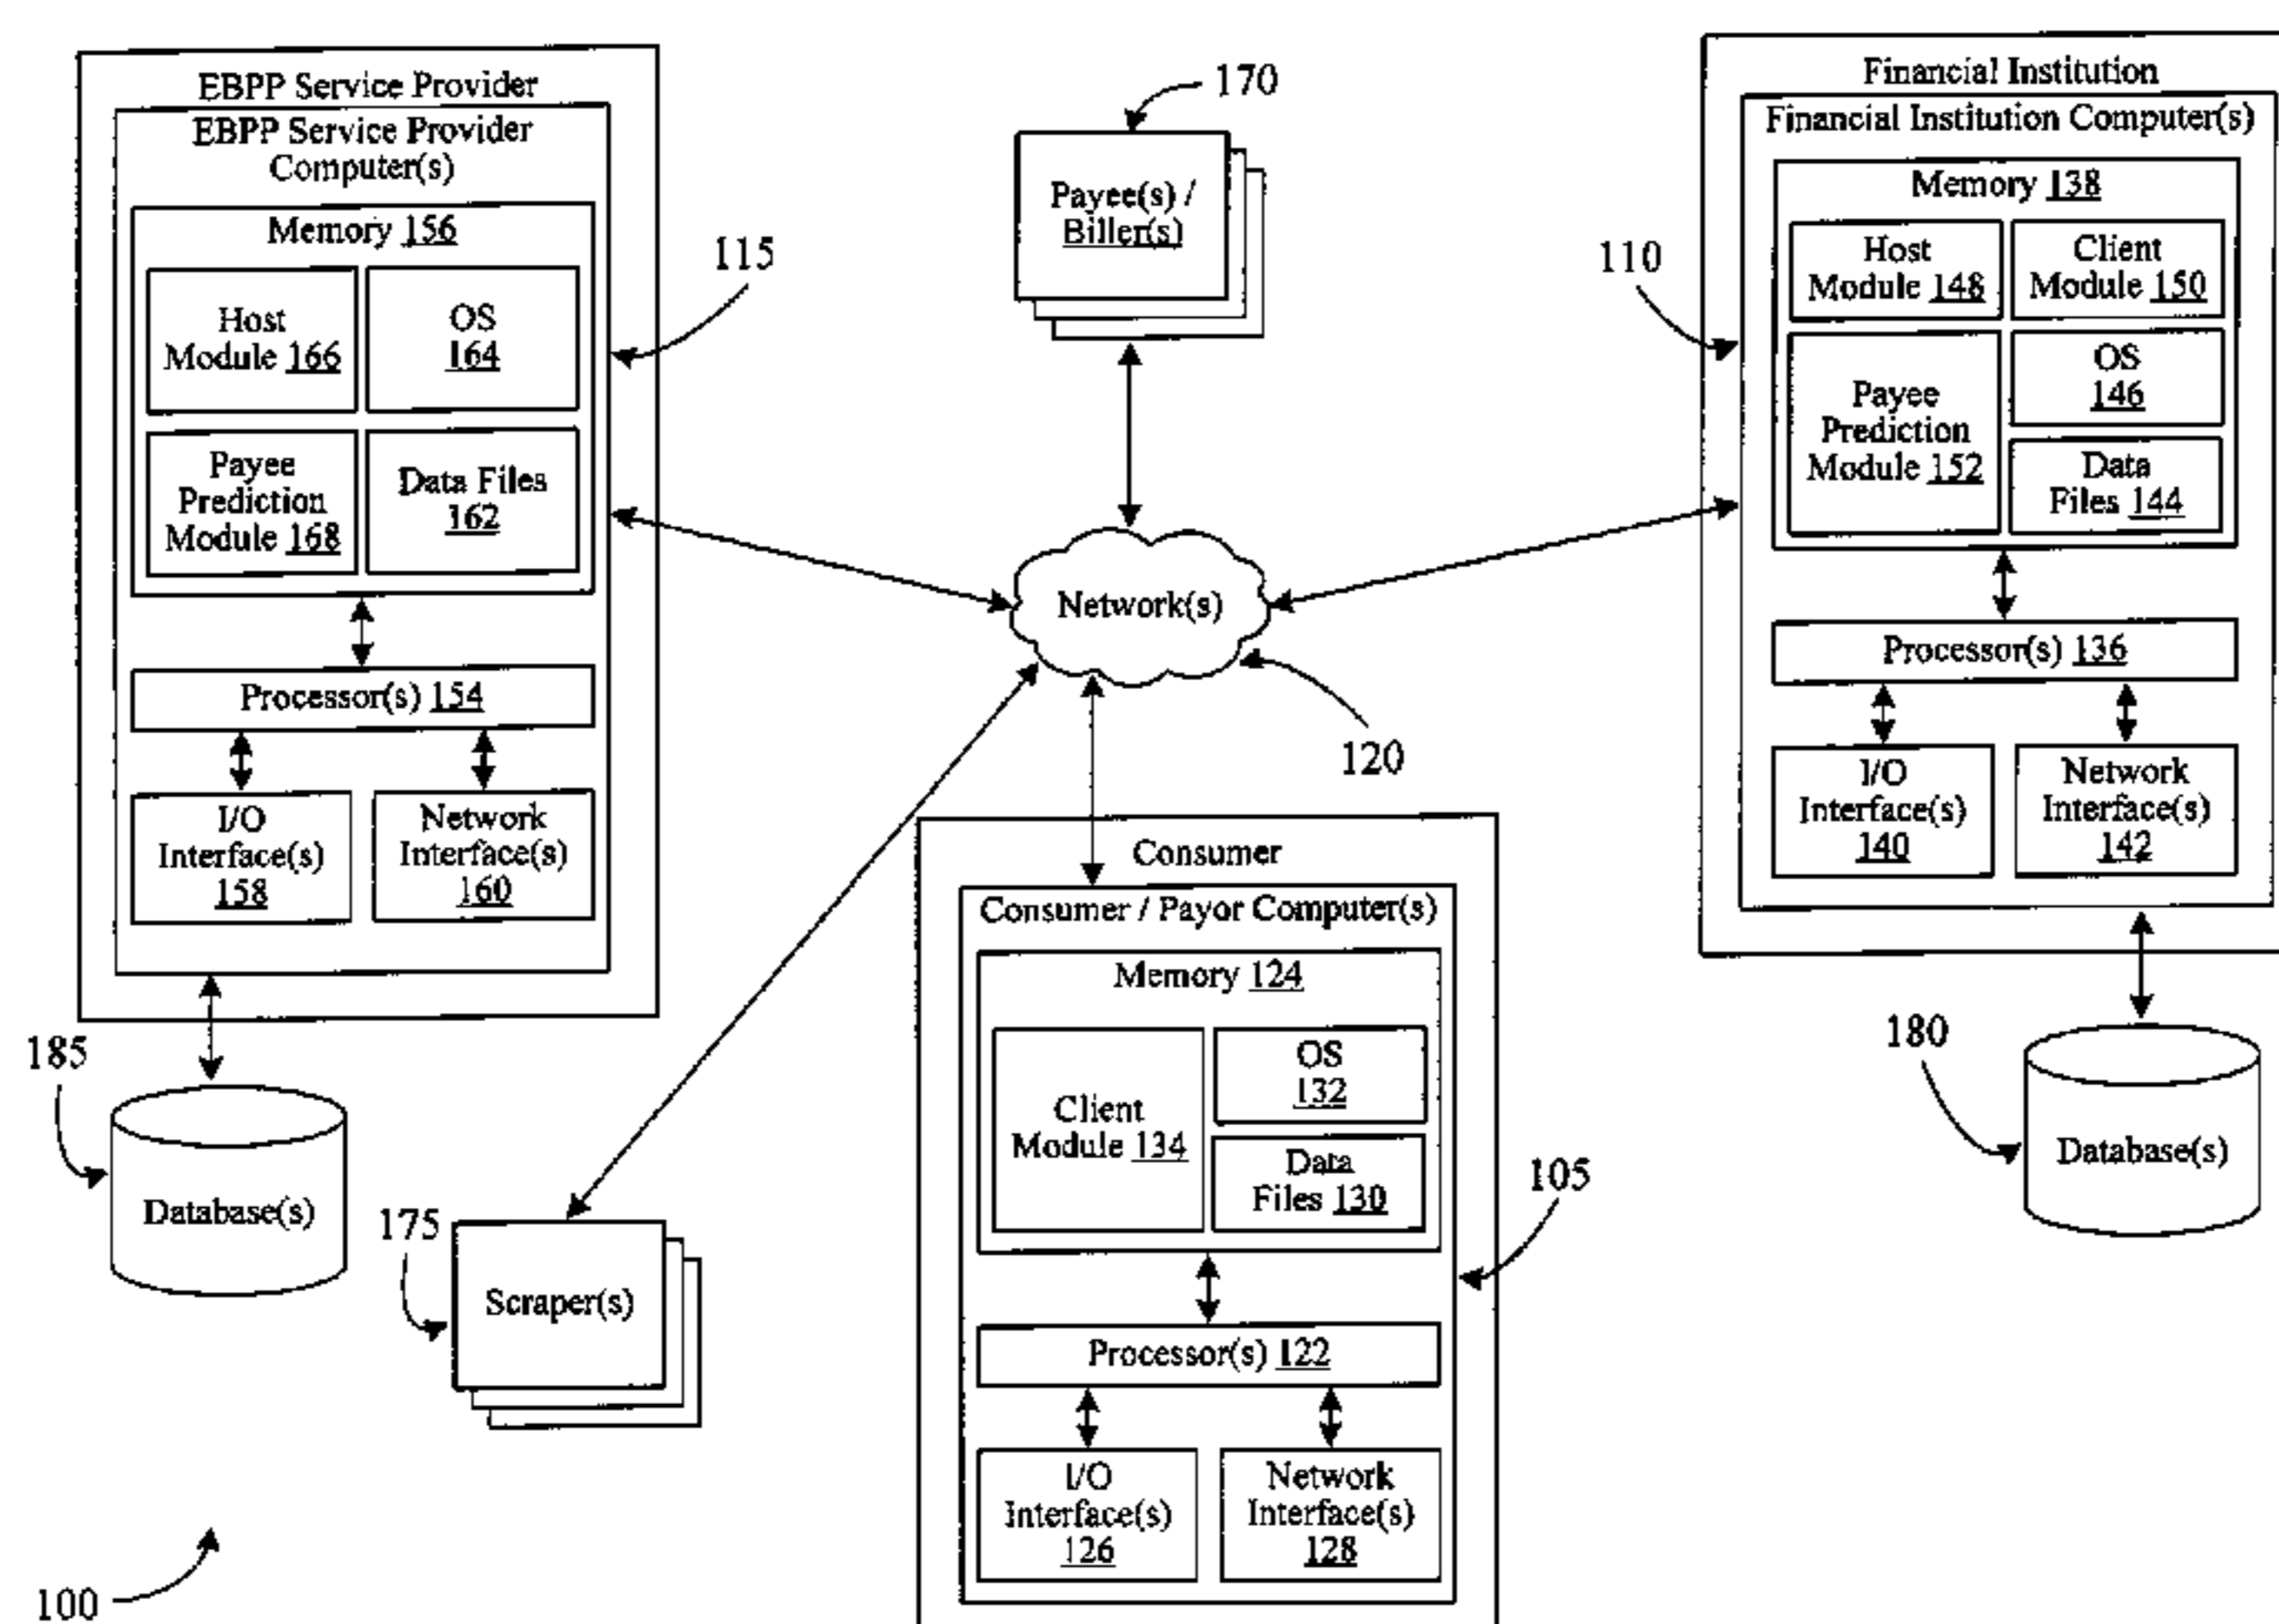 EBPP Service Provider
EBPP Service Provider
Computer(s)
Memory 156
Host
Module 166
OS
164
Payee
Prediction
Module 168
Data Files
162
Processor(s) 154
I/O
Interface(s)
158
Network
Interface(s)
160
115
185
Database(s)
170
Payee(s) /
Biller(s)
Network(s)
120
175
Scraper(s)
Consumer
Consumer / Payor Computer(s)
Memory 124
Client
Module 134
OS
132
Data
Files 130
Processor(s) 122
I/O
Interface(s)
126
Network
Interface(s)
128
105
Financial Institution
Financial Institution Computer(s)
Memory 138
Host
Module 148
Client
Module 150
Payee
Prediction
Module 152
OS
146
Data
Files 144
Processor(s) 136
I/O
Interface(s)
140
Network
Interface(s)
142
110
180
Database(s)
100